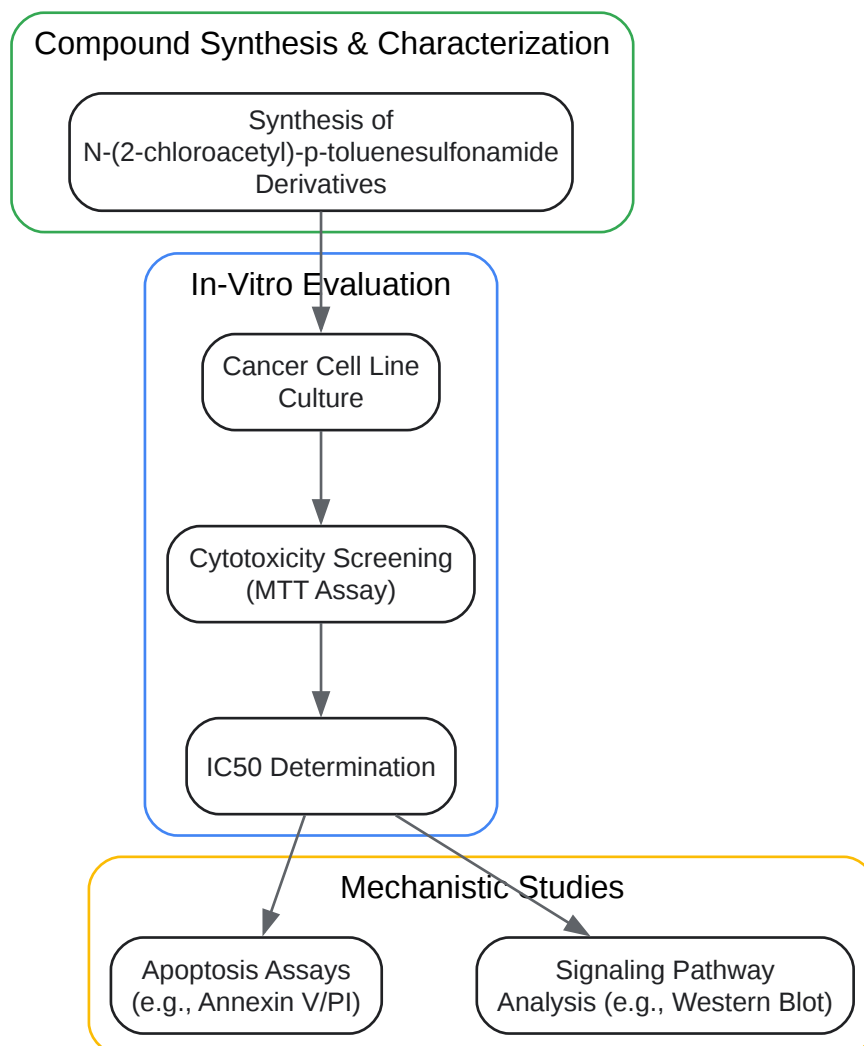 Compound Synthesis & Characterization
Synthesis of
N-(2-chloroacetyl)-p-toluenesulfonamide
Derivatives
In-Vitro Evaluation
Cancer Cell Line
Culture
Cytotoxicity Screening
(MTT Assay)
IC50 Determination
Mechanistic Studies
Apoptosis Assays
(e.g., Annexin V/PI)
Signaling Pathway
Analysis (e.g., Western Blot)